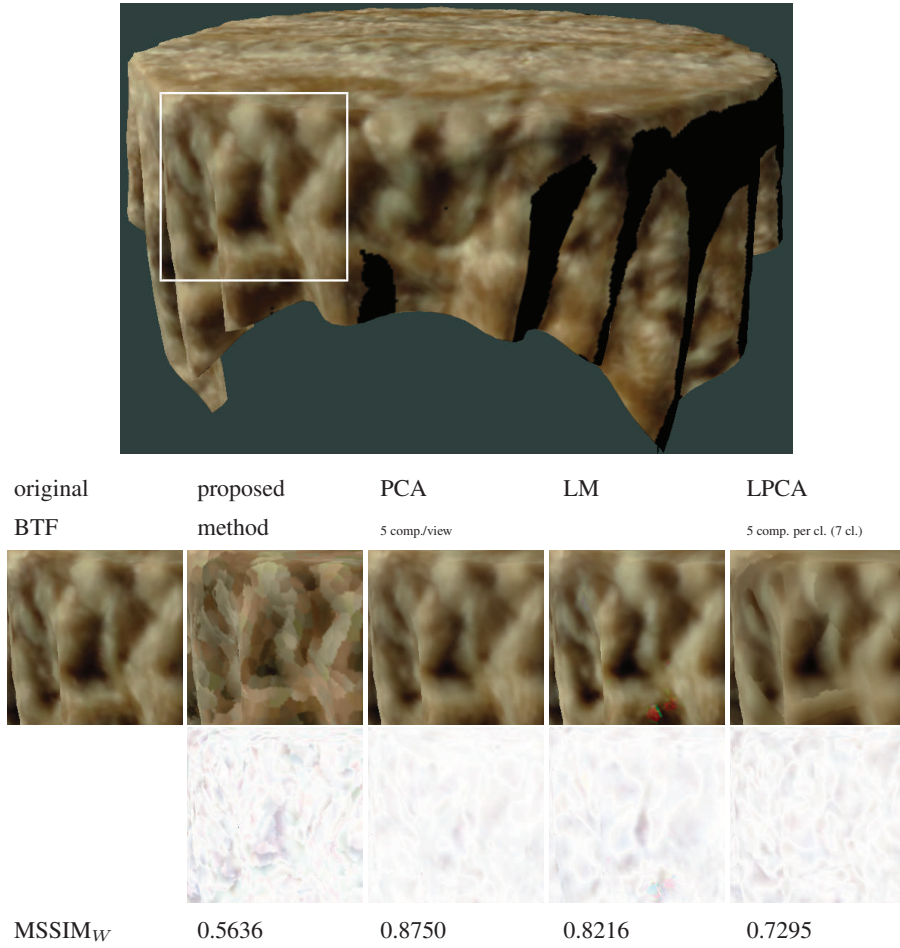 original proposed PCA LM LPCA
BTF method 5 comp./view 5 comp. per cl. (7 cl.)
MSSIM_W 0.5636 0.8750 0.8216 0.7295